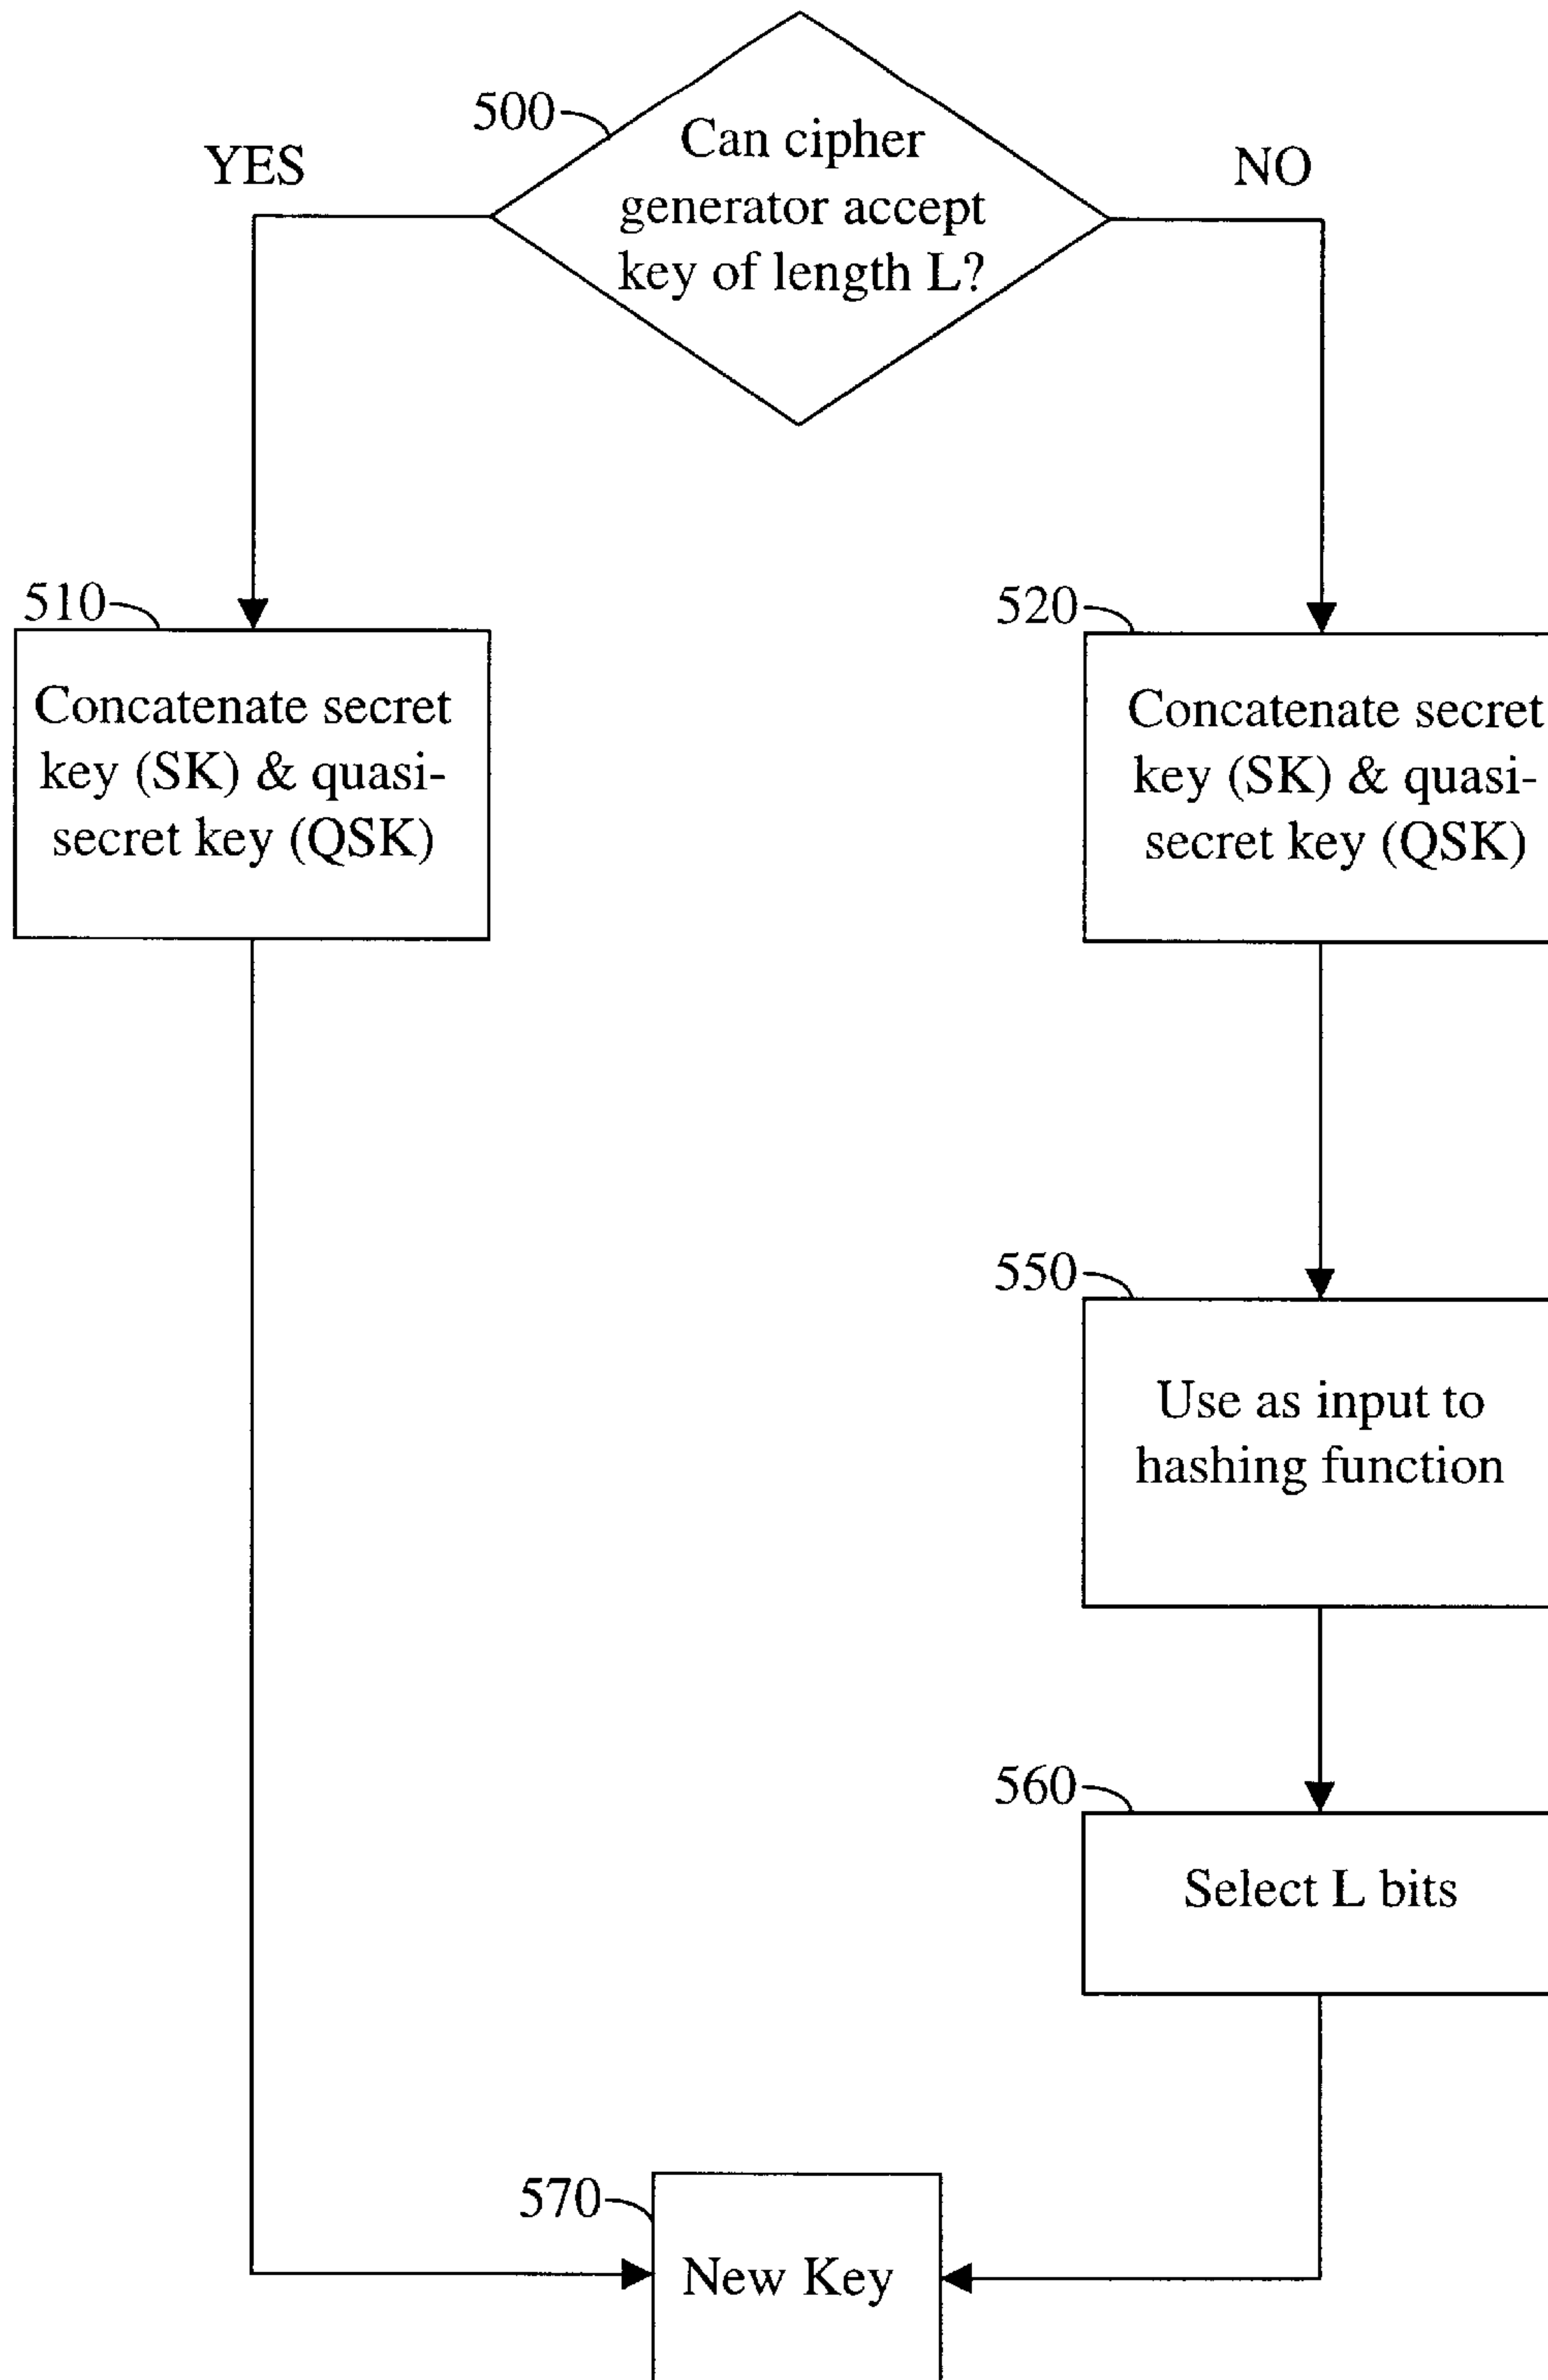 500
Can cipher
generator accept
key of length L?
YES
NO
510
Concatenate secret
key (SK) & quasi-
secret key (QSK)
520
Concatenate secret
key (SK) & quasi-
secret key (QSK)
550
Use as input to
hashing function
560
Select L bits
570
New Key